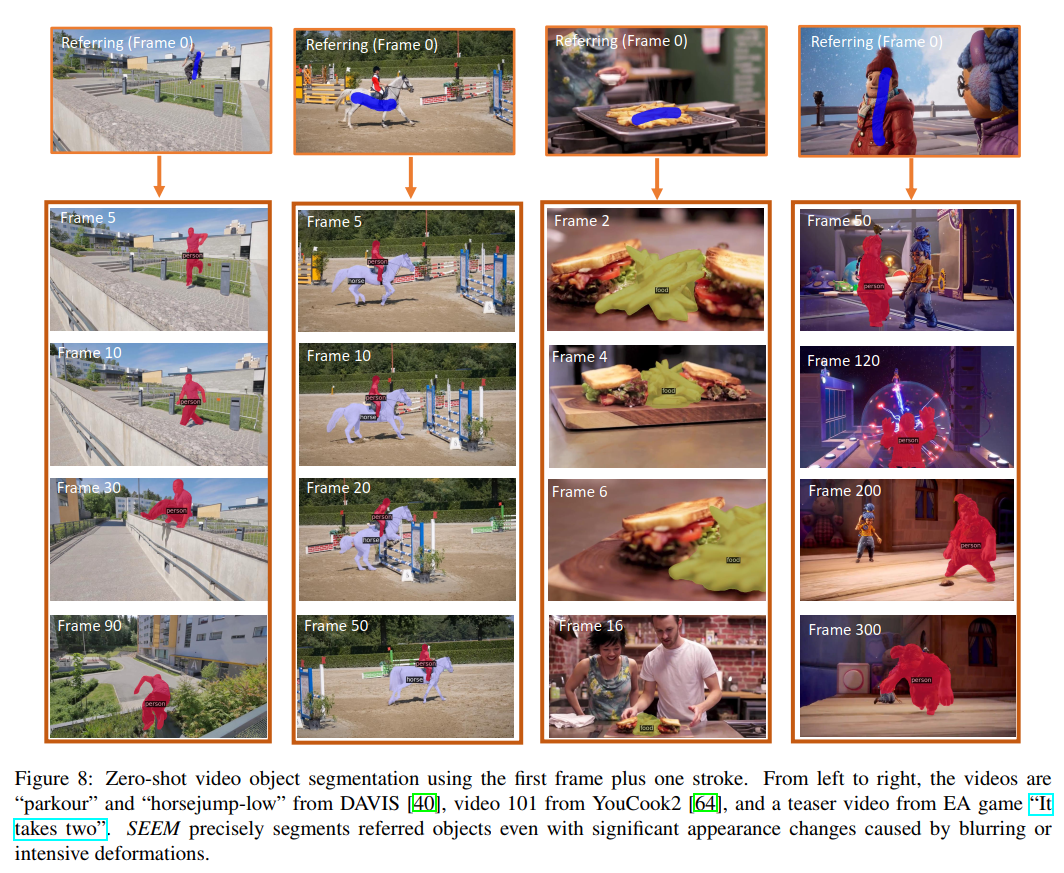 Referring (Frame 0)
Referring (Frame 0)
Referring (Frame 0)
Referring (Frame 0)
Frame 5
person
Frame 5
person
horse
Frame 2
food
Frame 50
person
Frame 10
person
Frame 10
person
horse
Frame 4
food
Frame 120
person
Frame 30
person
Frame 20
person
horse
Frame 6
food
Frame 200
person
Frame 90
person
Frame 50
person
horse
Frame 16
food
Frame 300
person
Figure 8: Zero-shot video object segmentation using the first frame plus one stroke. From left to right, the videos are
“parkour” and “horsejump-low” from DAVIS [40], video 101 from YouCook2 [64], and a teaser video from EA game “It
takes two”. SEEM precisely segments referred objects even with significant appearance changes caused by blurring or
intensive deformations.